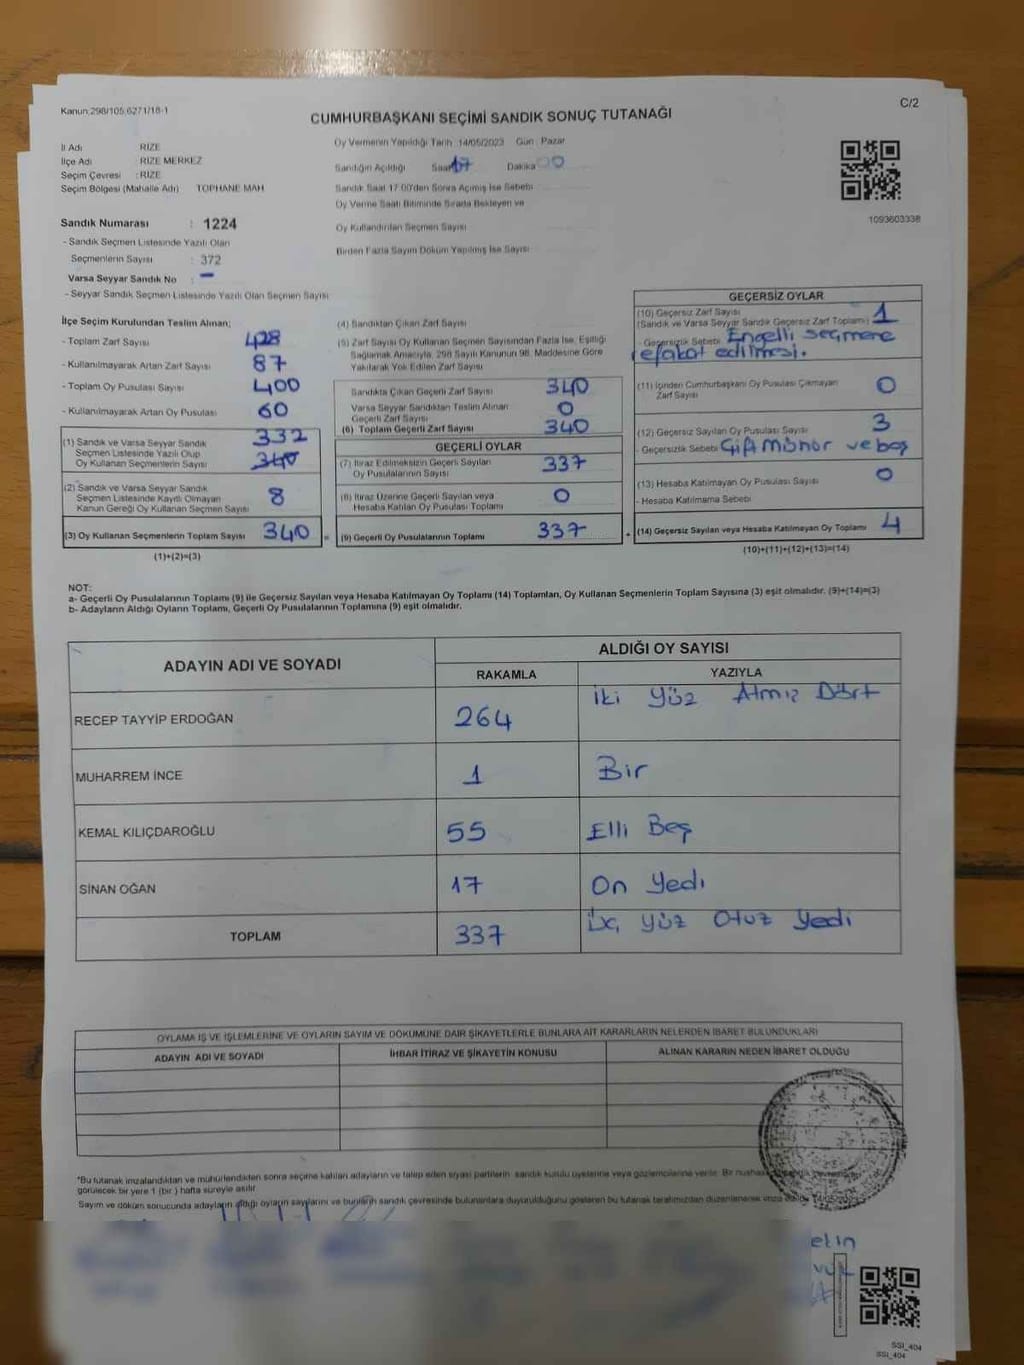 Kanun:298/105,6271/18-1
C/2
CUMHURBAŞKANI SEÇİMİ SANDIK SONUÇ TUTANAĞI
İl Adı RİZE
İlçe Adı : RİZE MERKEZ
Seçim Çevresi : RİZE
Seçim Bölgesi (Mahalle Adı) TOPHANE MAH
Oy Vermenin Yapıldığı Tarih 14/05/2023 Gün Pazar
Sandığın Açıldığı Saat 17 Dakika 00
Sandık Saat 17.00'den Sonra Açılmış İse Sebebi
Oy Verme Saati Bitiminde Sırada Bekleyen ve
Oy Kullandırılan Seçmen Sayısı
Birden Fazla Sayım Döküm Yapılmış İse Sayısı
1093603338
Sandık Numarası : 1224
- Sandık Seçmen Listesinde Yazılı Olan
Seçmenlerin Sayısı : 372
Varsa Seyyar Sandık No : -
- Seyyar Sandık Seçmen Listesinde Yazılı Olan Seçmen Sayısı
İlçe Seçim Kurulundan Teslim Alınan;
- Toplam Zarf Sayısı 428
- Kullanılmayarak Artan Zarf Sayısı 87
- Toplam Oy Pusulası Sayısı 400
- Kullanılmayarak Artan Oy Pusulası 60
(1) Sandık ve Varsa Seyyar Sandık 332
Seçmen Listesinde Yazılı Olup
Oy Kullanan Seçmenlerin Sayısı 340
(2) Sandık ve Varsa Seyyar Sandık
Seçmen Listesinde Kayıtlı Olmayan
Kanun Gereği Oy Kullanan Seçmen Sayısı 8
(3) Oy Kullanan Seçmenlerin Toplam Sayısı 340 =
(1)+(2)=(3)
(4) Sandıktan Çıkan Zarf Sayısı
(5) Zarf Sayısı Oy Kullanan Seçmen Sayısından Fazla İse, Eşitliği
Sağlamak Amacıyla, 298 Sayılı Kanunun 98. Maddesine Göre
Yakılarak Yok Edilen Zarf Sayısı
Sandıkta Çıkan Geçerli Zarf Sayısı 340
Varsa Seyyar Sandıktan Teslim Alınan
Geçerli Zarf Sayısı 0
(6) Toplam Geçerli Zarf Sayısı 340
GEÇERLİ OYLAR
(7) İtiraz Edilmeksizin Geçerli Sayılan
Oy Pusulalarının Sayısı 337
(8) İtiraz Üzerine Geçerli Sayılan veya
Hesaba Katılan Oy Pusulası Toplamı 0
(9) Geçerli Oy Pusulalarının Toplamı 337 +
GEÇERSİZ OYLAR
(10) Geçersiz Zarf Sayısı
(Sandık ve Varsa Seyyar Sandık Geçersiz Zarf Toplamı) 1
- Geçersizlik Sebebi Engelli seçmene
refakat edilmesi.
(11) İçinden Cumhurbaşkanı Oy Pusulası Çıkmayan
Zarf Sayısı 0
(12) Geçersiz Sayılan Oy Pusulası Sayısı 3
- Geçersizlik Sebebi Çift Mühür ve boş
(13) Hesaba Katılmayan Oy Pusulası Sayısı 0
- Hesaba Katılmama Sebebi
(14) Geçersiz Sayılan veya Hesaba Katılmayan Oy Toplamı 4
(10)+(11)+(12)+(13)=(14)
NOT:
a- Geçerli Oy Pusulalarının Toplamı (9) ile Geçersiz Sayılan veya Hesaba Katılmayan Oy Toplamı (14) Toplamları, Oy Kullanan Seçmenlerin Toplam Sayısına (3) eşit olmalıdır. (9)+(14)=(3)
b- Adayların Aldığı Oyların Toplamı, Geçerli Oy Pusulalarının Toplamına (9) eşit olmalıdır.
ADAYIN ADI VE SOYADI
ALDIĞI OY SAYISI
RAKAMLA YAZIYLA
RECEP TAYYİP ERDOĞAN 264 İki Yüz Atmış Dört
MUHARREM İNCE 1 Bir
KEMAL KILIÇDAROĞLU 55 Elli Beş
SİNAN OĞAN 17 On Yedi
TOPLAM 337 Üç Yüz Otuz Yedi
OYLAMA İŞ VE İŞLEMLERİNE VE OYLARIN SAYIM VE DÖKÜMÜNE DAİR ŞİKAYETLERLE BUNLARA AİT KARARLARIN NELERDEN İBARET BULUNDUKLARI
ADAYIN ADI VE SOYADI İHBAR İTİRAZ VE ŞİKAYETİN KONUSU ALINAN KARARIN NEDEN İBARET OLDUĞU
*Bu tutanak imzalandıktan ve mühürlendikten sonra seçime katılan adayların ve talep eden siyasi partilerin sandık kurulu üyelerine veya gözlemcilerine verilir. Bir nüshası
görülecek bir yere 1 (bir) hafta süreyle asılır.
Sayım ve döküm sonucunda adayların aldığı oyların sayılarını ve bunların sandık çevresinde bulunanlara duyurulduğunu gösteren bu tutanak tarafımızdan düzenlenerek imza
SSI_404
SSI_404